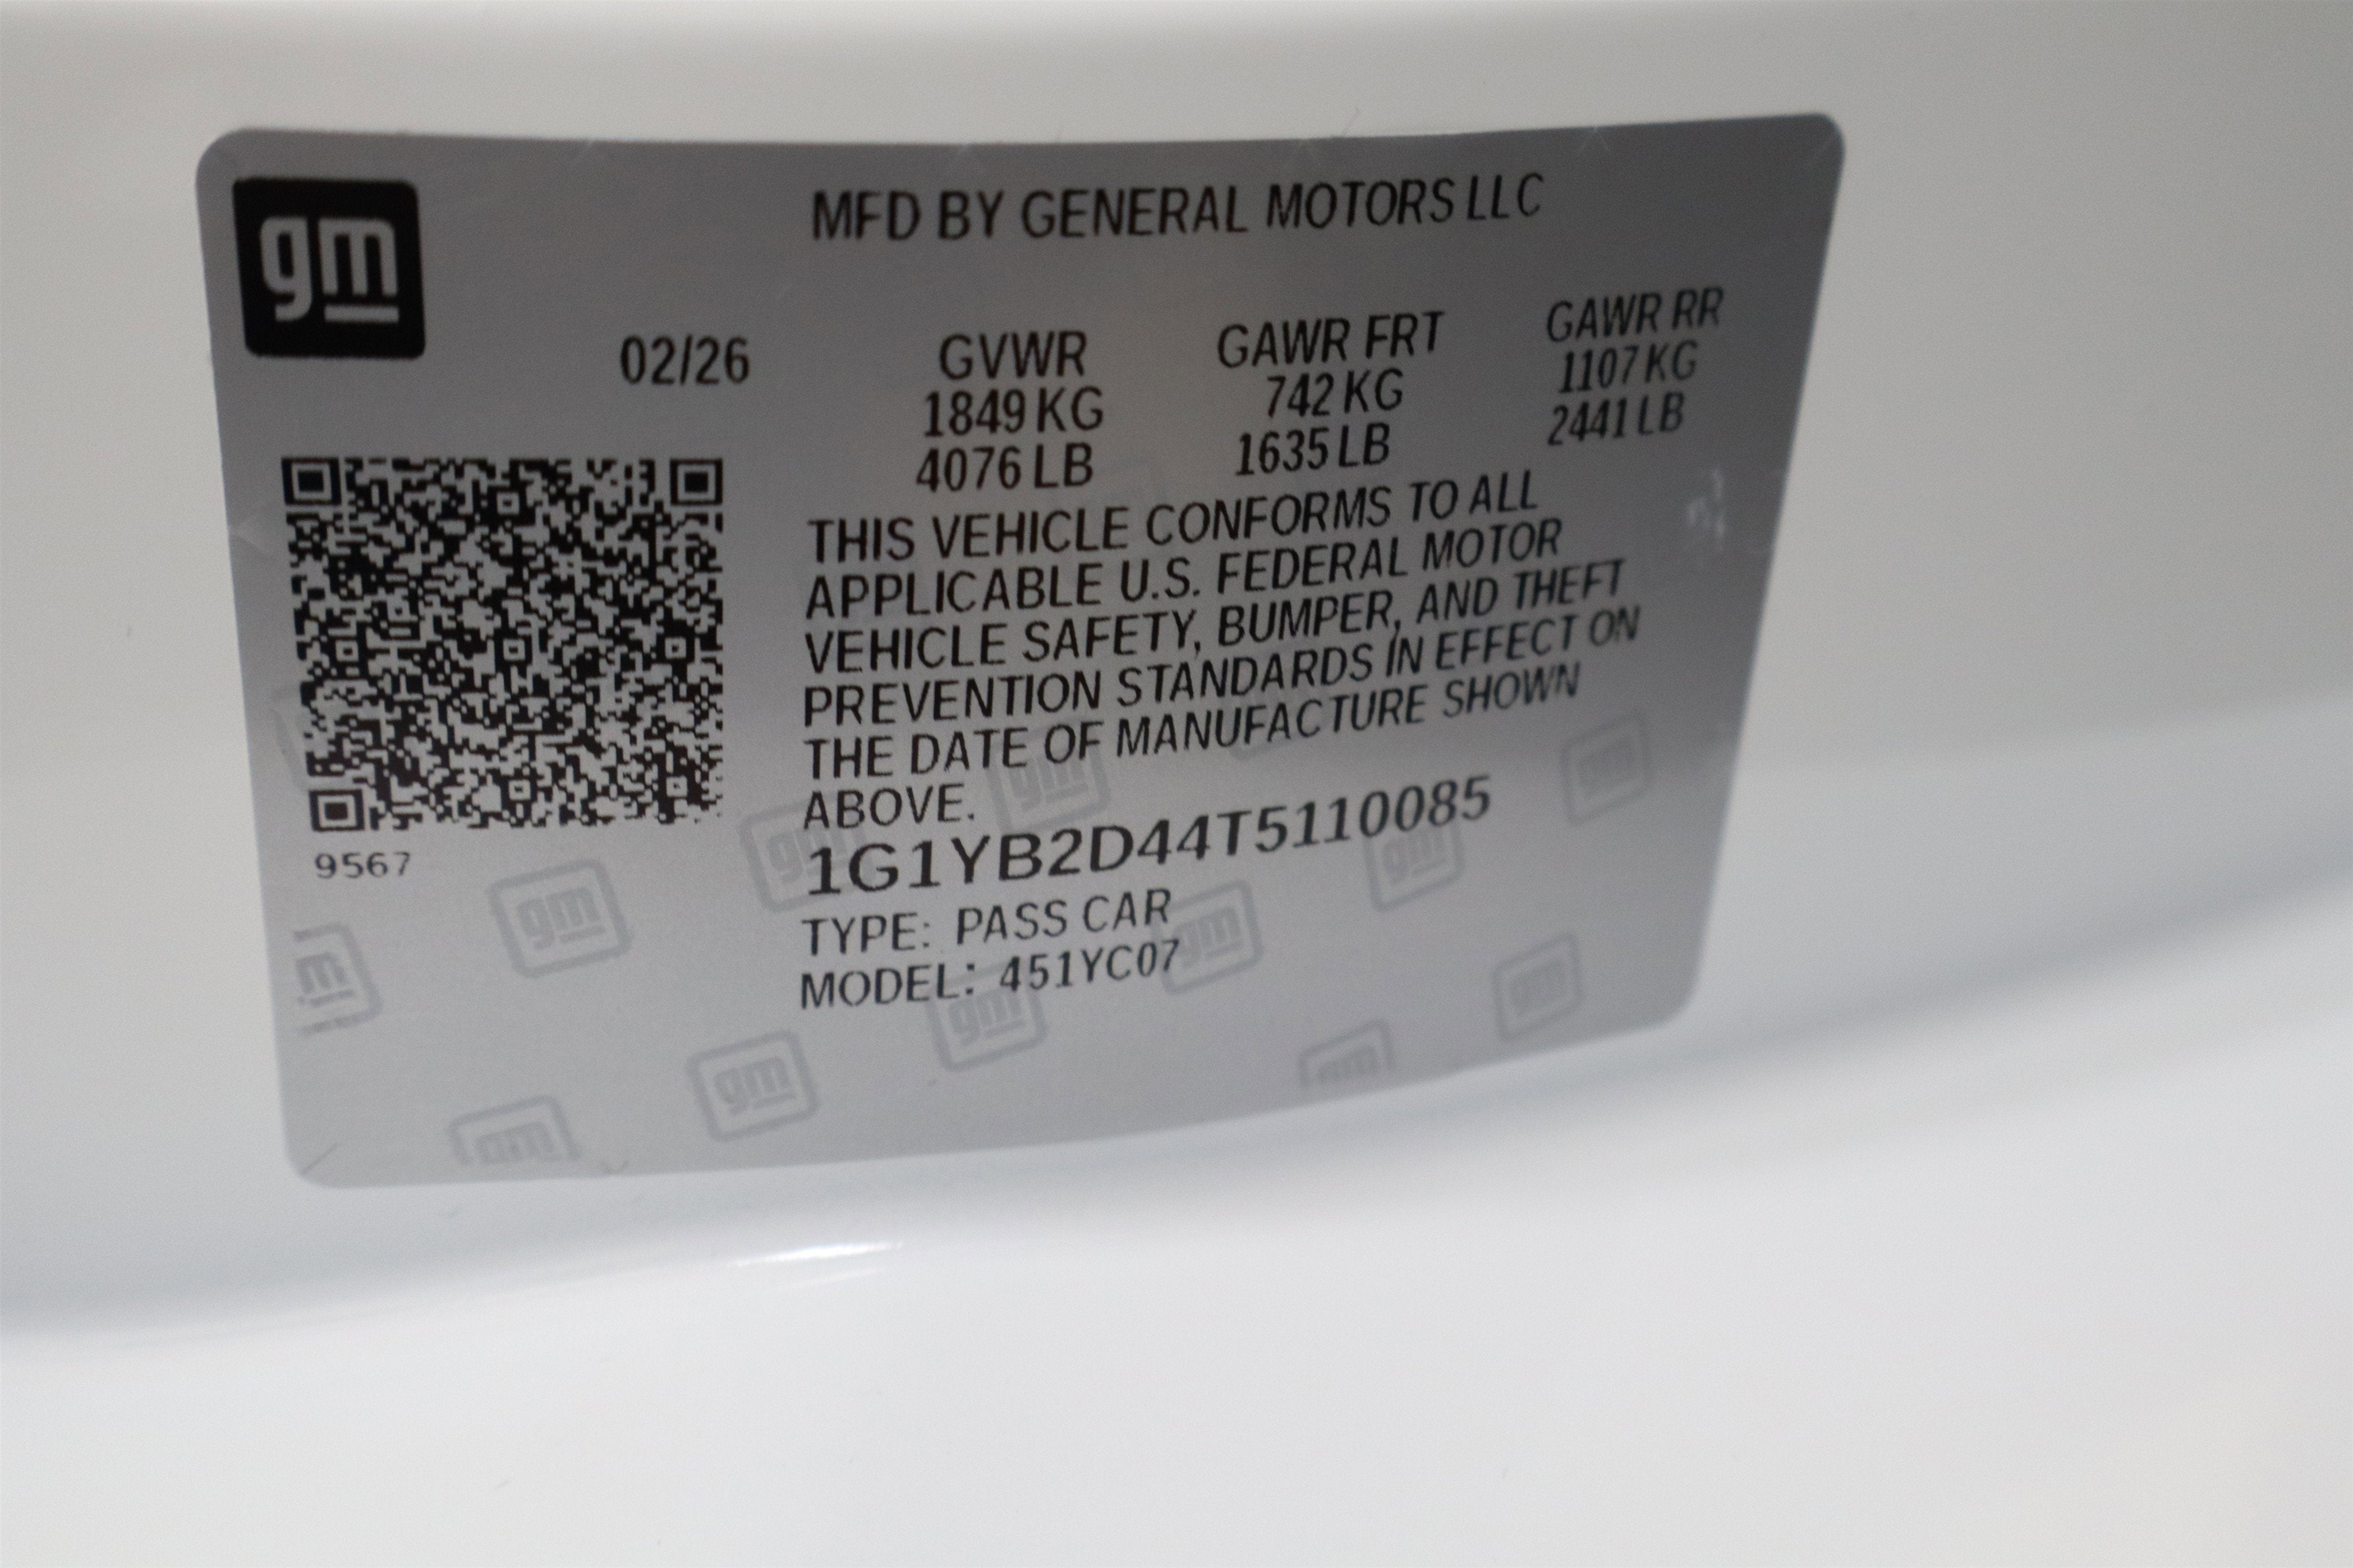 gm
MFD BY GENERAL MOTORS LLC
02/26
GVWR
1849 KG
4076 LB
GAWR FRT
742 KG
1635 LB
GAWR RR
1107 KG
2441 LB
THIS VEHICLE CONFORMS TO ALL
APPLICABLE U.S. FEDERAL MOTOR
VEHICLE SAFETY, BUMPER, AND THEFT
PREVENTION STANDARDS IN EFFECT ON
THE DATE OF MANUFACTURE SHOWN
ABOVE.
1G1YB2D44T5110085
TYPE: PASS CAR
MODEL: 451YC07
9567